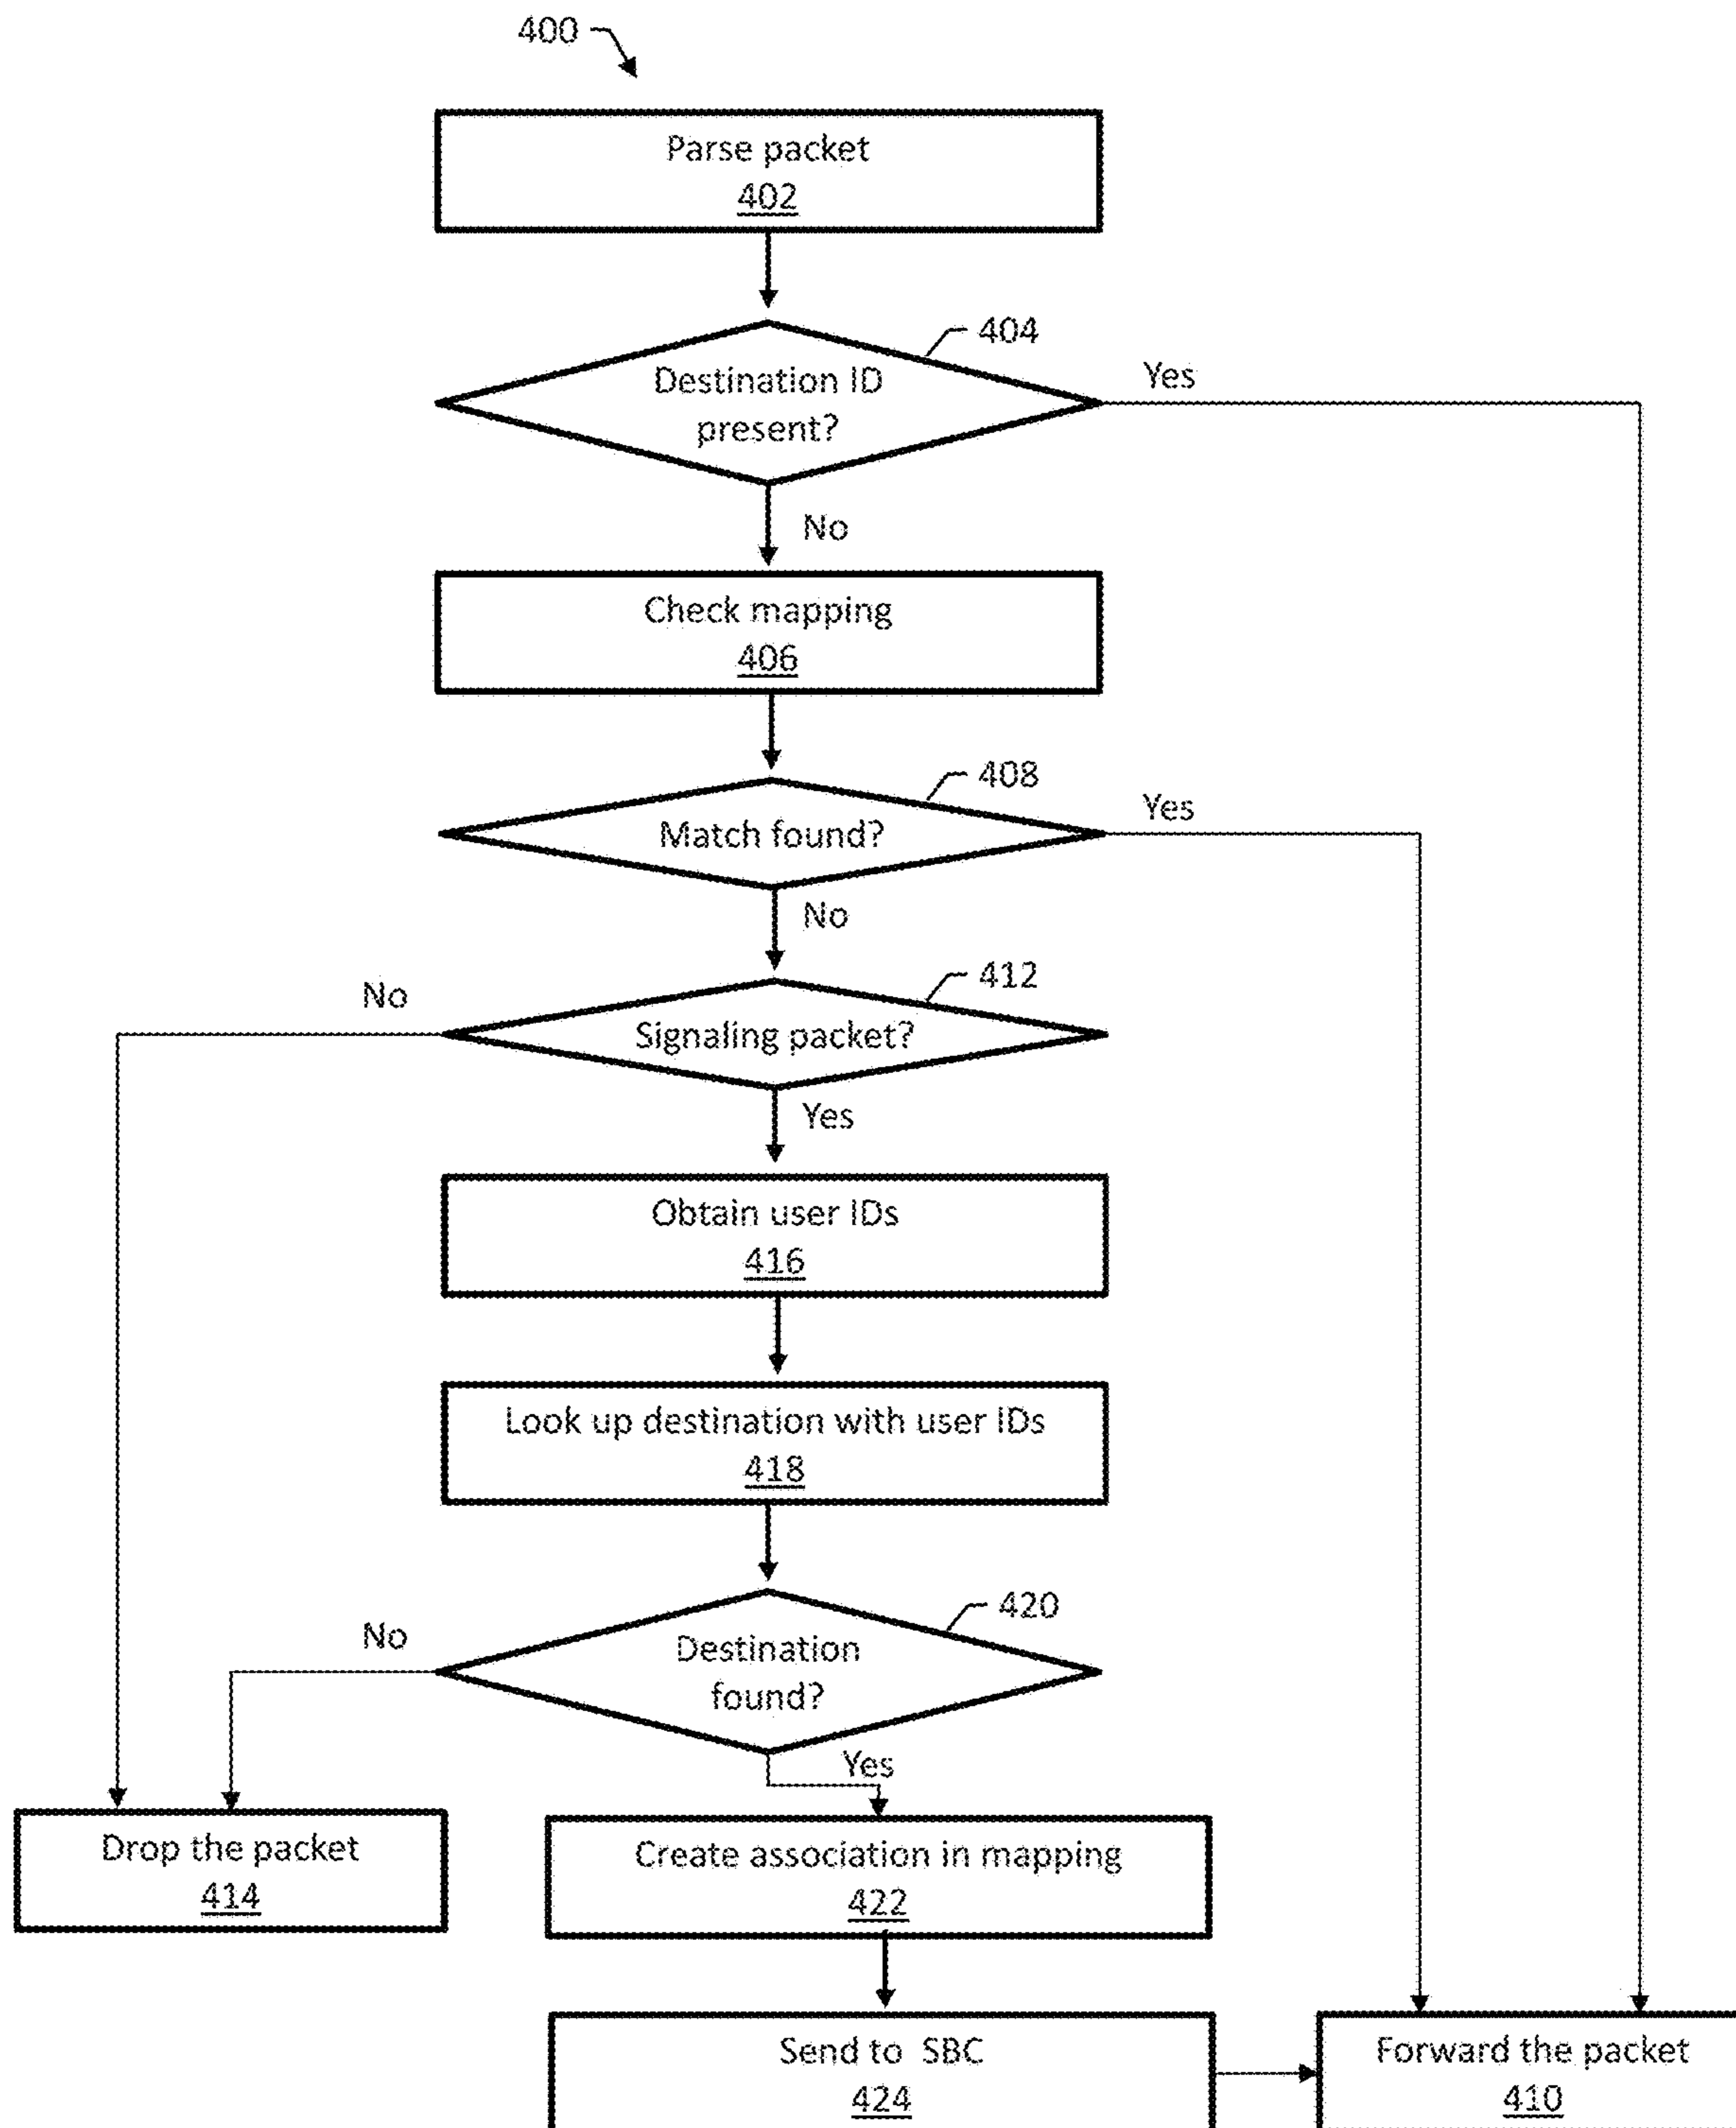 400
Parse packet
402
404
Destination ID
present?
Yes
No
Check mapping
406
408
Match found?
Yes
No
412
No
Signaling packet?
Yes
Obtain user IDs
416
Look up destination with user IDs
418
420
No
Destination
found?
Yes
Drop the packet
414
Create association in mapping
422
Send to SBC
424
Forward the packet
410